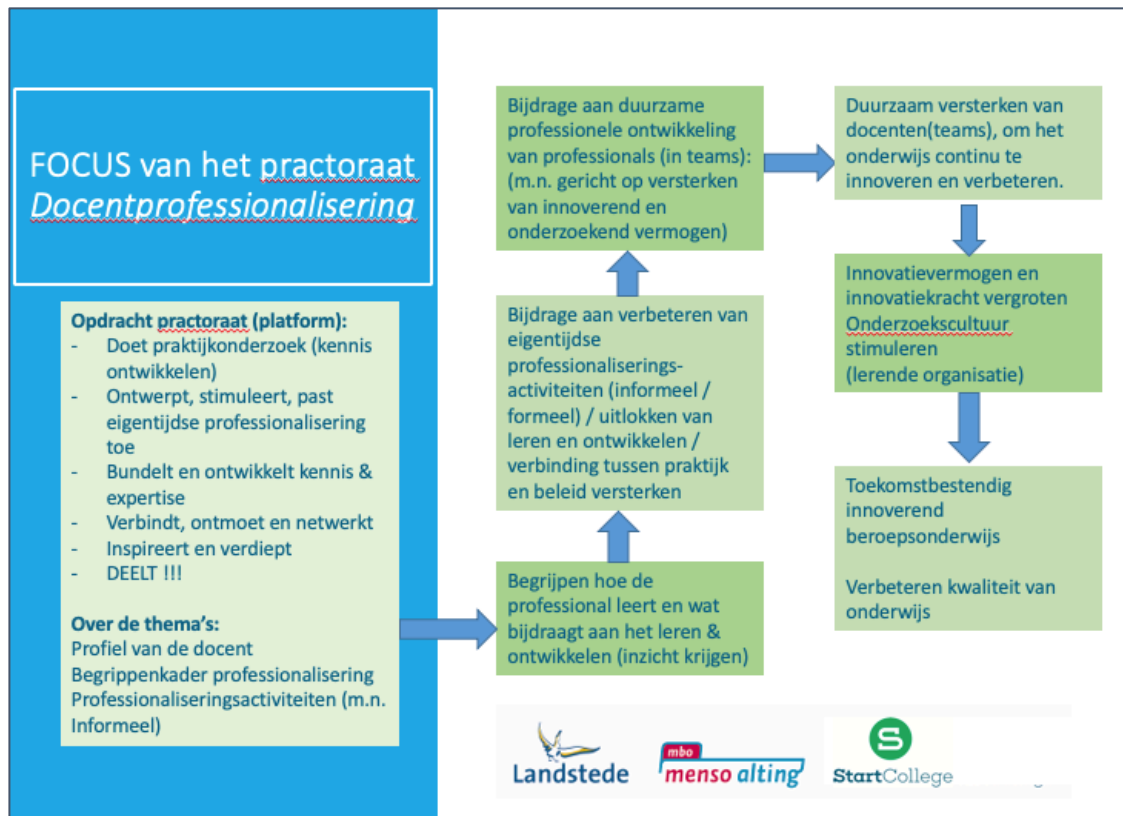 FOCUS van het practoraat
Docentprofessionalisering
Opdracht practoraat (platform):
- Doet praktijkonderzoek (kennis
ontwikkelen)
- Ontwerpt, stimuleert, past
eigentijdse professionalisering
toe
- Bundelt en ontwikkelt kennis &
expertise
- Verbindt, ontmoet en netwerkt
- Inspireert en verdiept
- DEELT !!!
Over de thema's:
Profiel van de docent
Begrippenkader professionalisering
Professionaliseringsactiviteiten (m.n.
Informeel)
Begrijpen hoe de
professional leert en wat
bijdraagt aan het leren &
ontwikkelen (inzicht krijgen)
Bijdrage aan verbeteren van
eigentijdse
professionaliserings-
activiteiten (informeel /
formeel) / uitlokken van
leren en ontwikkelen /
verbinding tussen praktijk
en beleid versterken
Bijdrage aan duurzame
professionele ontwikkeling
van professionals (in teams):
(m.n. gericht op versterken
van innoverend en
onderzoekend vermogen)
Duurzaam versterken van
docenten(teams), om het
onderwijs continu te
innoveren en verbeteren.
Innovatievermogen en
innovatiekracht vergroten
Onderzoekscultuur
stimuleren
(lerende organisatie)
Toekomstbestendig
innoverend
beroepsonderwijs
Verbeteren kwaliteit van
onderwijs
Landstede
mbo
menso alting
S
StartCollege